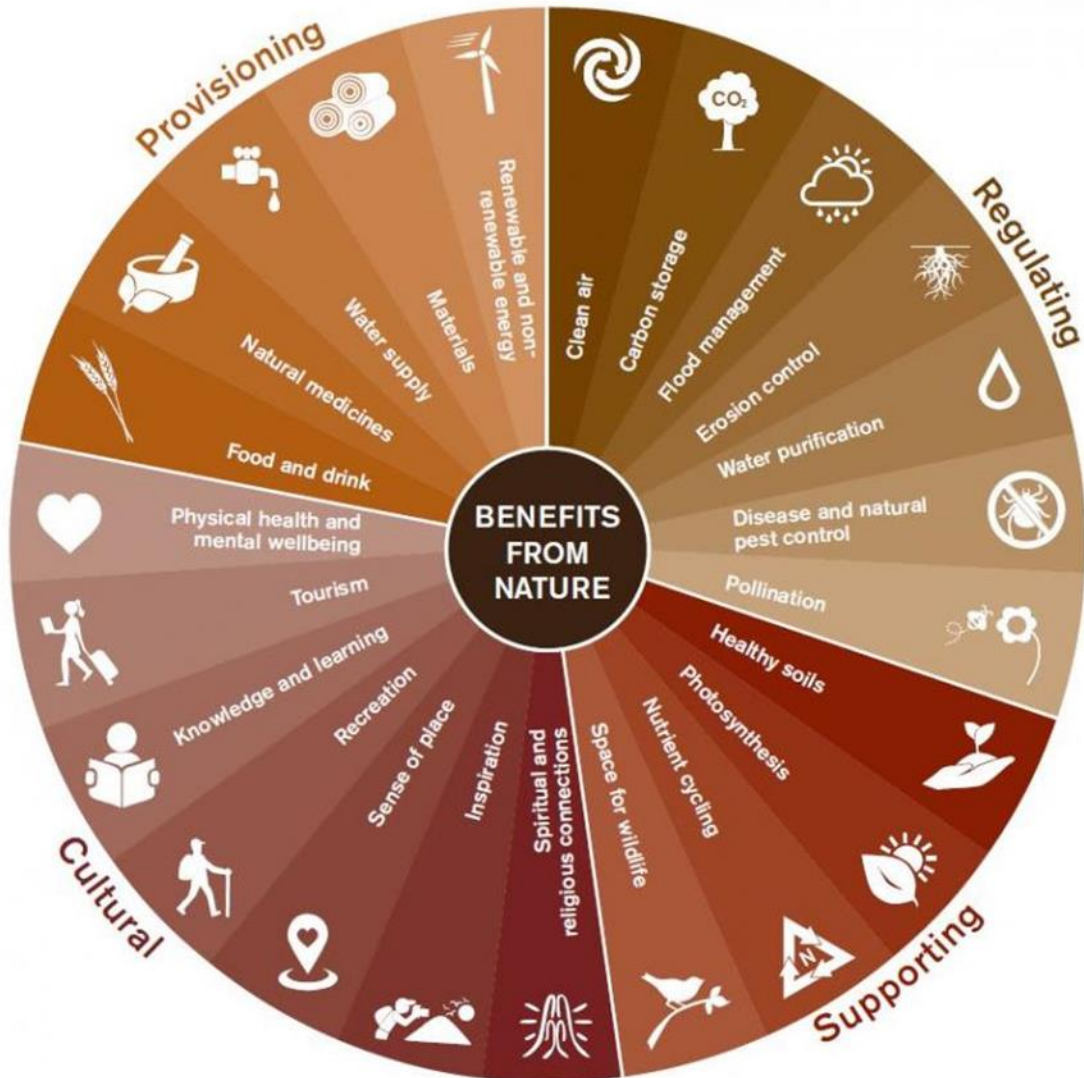 BENEFITS
FROM
NATURE
Provisioning
Food and drink
Natural medicines
Water supply
Materials
Renewable and non-
renewable energy
Regulating
Clean air
CO₂
Carbon storage
Flood management
Erosion control
Water purification
Disease and natural
pest control
Pollination
Supporting
Healthy soils
Photosynthesis
Nutrient cycling
N
Space for wildlife
Cultural
Spiritual and
religious connections
Inspiration
Sense of place
Recreation
Knowledge and learning
Tourism
Physical health and
mental wellbeing